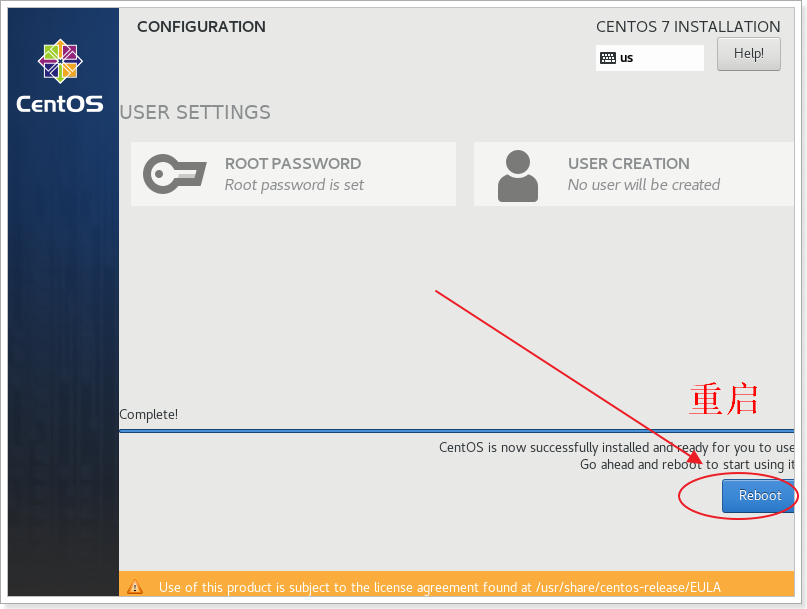 CONFIGURATION
CENTOS 7 INSTALLATION
us
Help!
CentOS
USER SETTINGS
ROOT PASSWORD
Root password is set
USER CREATION
No user will be created
重启
Complete!
CentOS is now successfully installed and ready for you to use
Go ahead and reboot to start using it
Reboot
Use of this product is subject to the license agreement found at /usr/share/centos-release/EULA